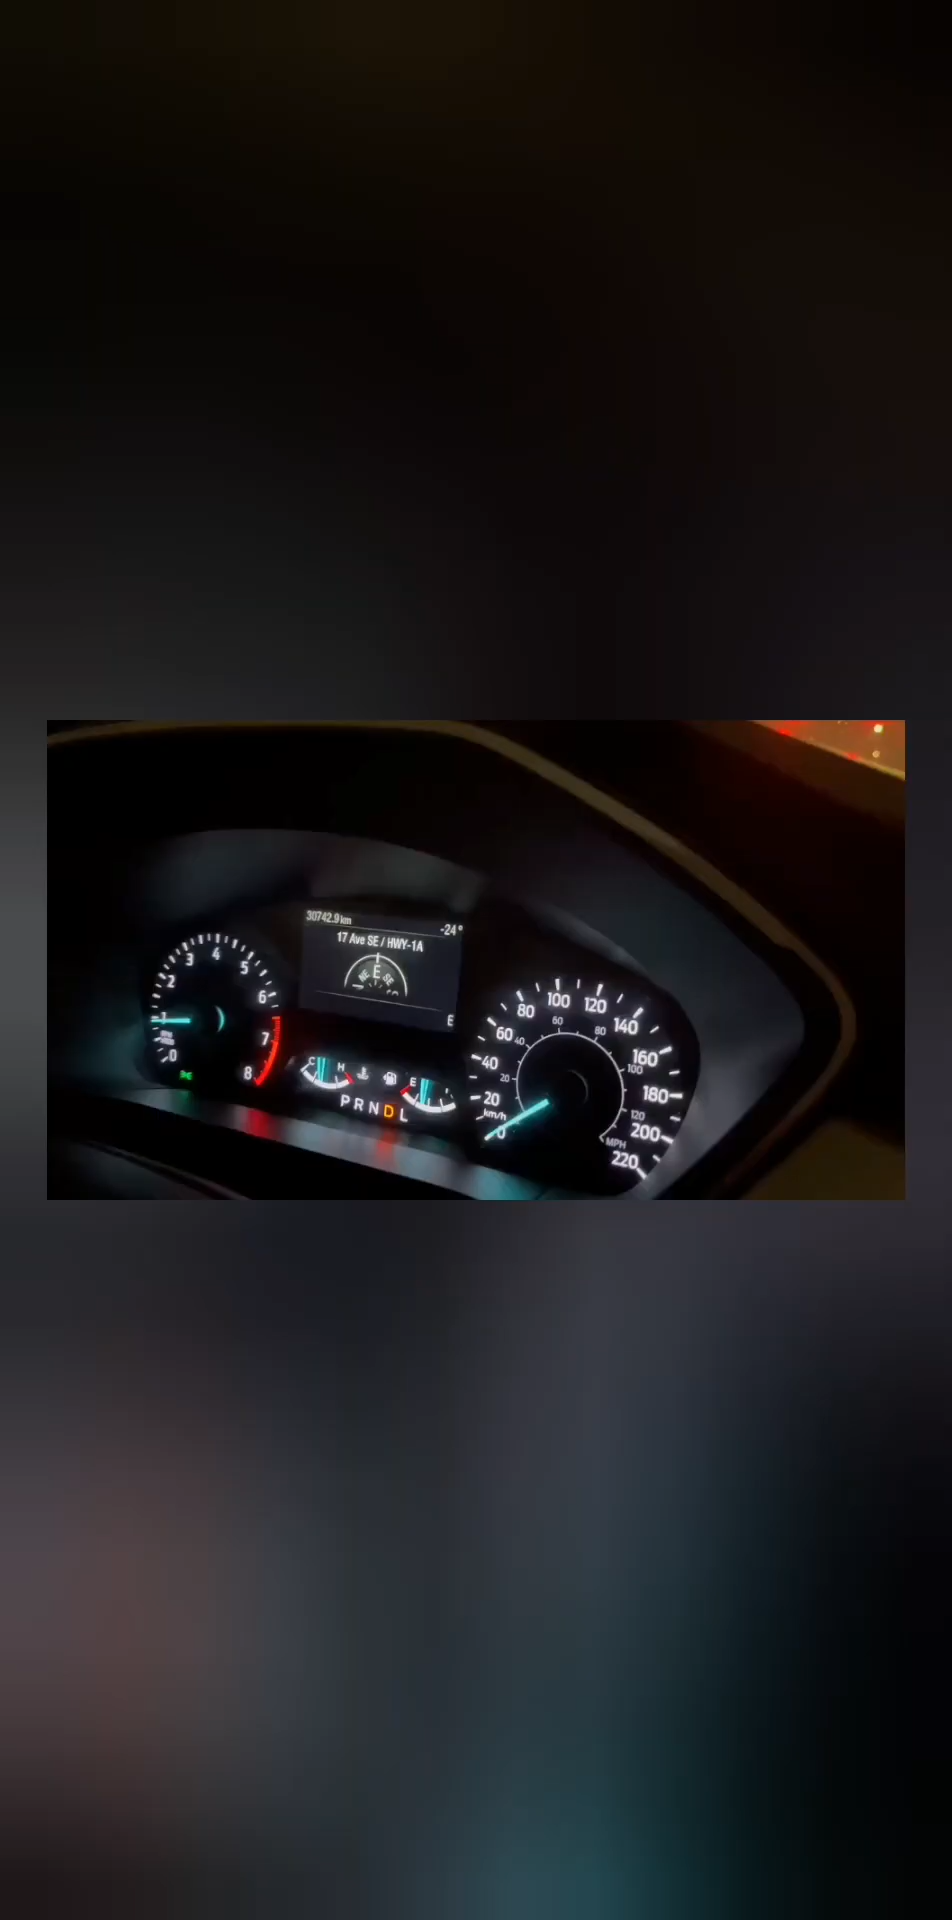 30742.9 km
-24°
17 Ave SE / HWY-1A
NE E SE
E
0 1 2 3 4 5 6 7 8
C H
E
P R N D L
0 20 40 60 80 100 120 140 160 180 200 220
km/h
20 40 60 80 100 120
MPH